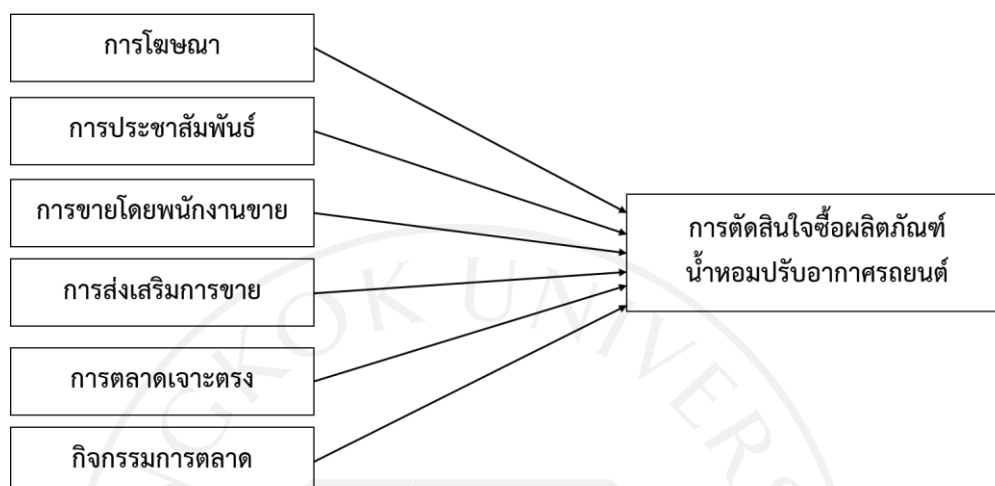 การโฆษณา
การประชาสัมพันธ์
การขายโดยพนักงานขาย
การส่งเสริมการขาย
การตลาดเจาะตรง
กิจกรรมการตลาด
การตัดสินใจซื้อผลิตภัณฑ์
น้ำหอมปรับอากาศรถยนต์
GKOK UNIVERS